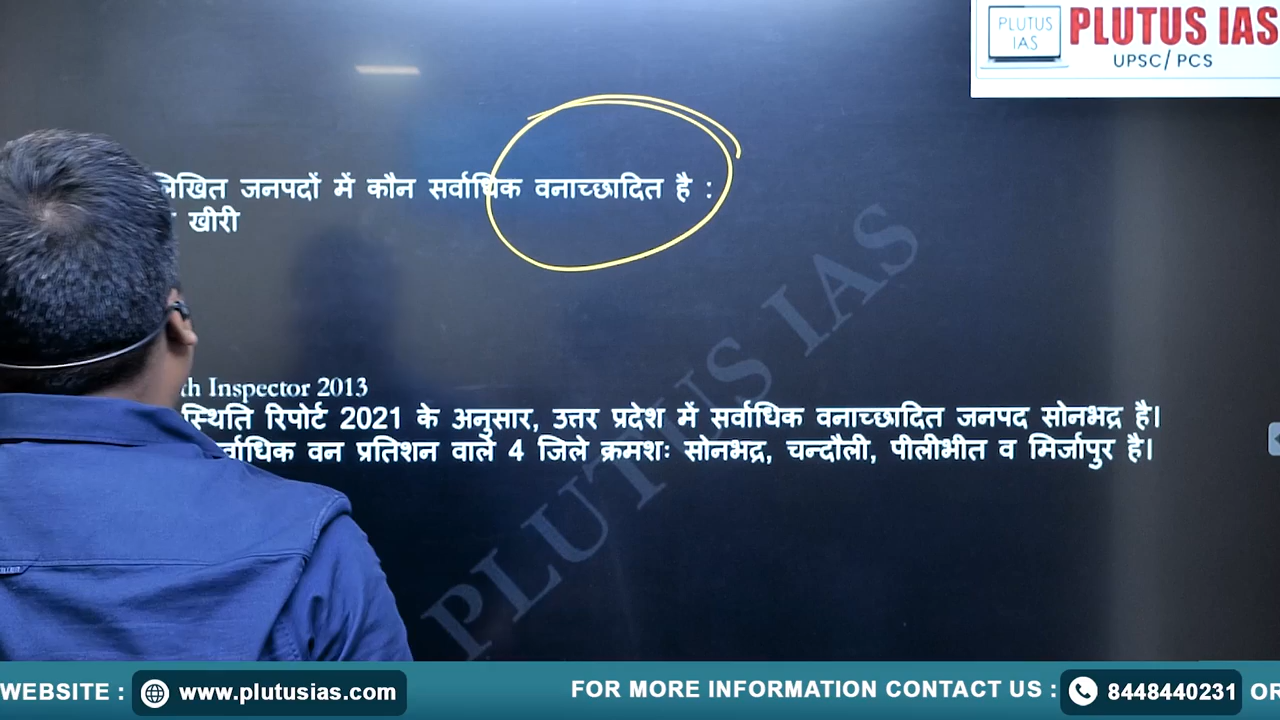 PLUTUS IAS
PLUTUS IAS
UPSC/ PCS
जनपदों में कौन सर्वाधिक वनाच्छादित है :
खीरी
Inspector 2013
रिपोर्ट 2021 के अनुसार, उत्तर प्रदेश में सर्वाधिक वनाच्छादित जनपद सोनभद्र है।
वन प्रतिशन वाले 4 जिले क्रमशः सोनभद्र, चन्दौली, पीलीभीत व मिर्जापुर है।
PLUTUS IAS
WEBSITE : www.plutusias.com FOR MORE INFORMATION CONTACT US : 8448440231 OR